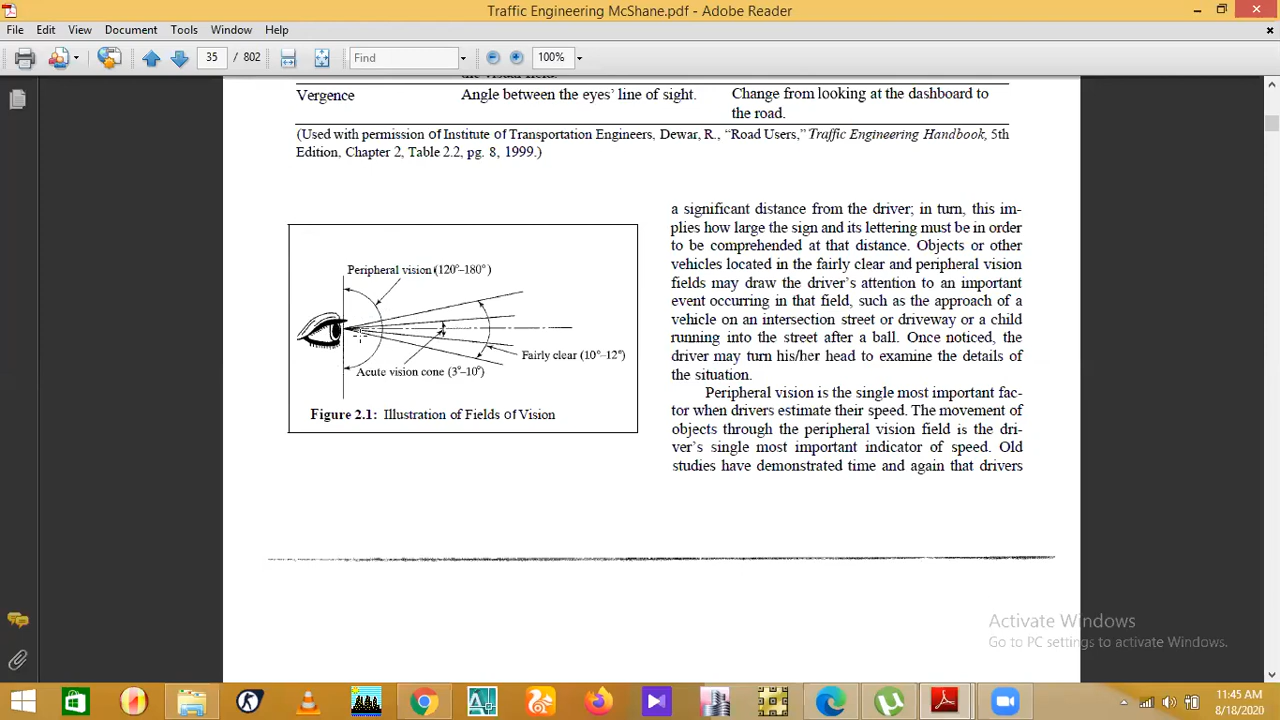 Traffic Engineering McShane.pdf - Adobe Reader
File Edit View Document Tools Window Help
35 / 802 Find 100%
the visual field.
Vergence Angle between the eyes' line of sight. Change from looking at the dashboard to
the road.
(Used with permission of Institute of Transportation Engineers, Dewar, R., "Road Users," Traffic Engineering Handbook, 5th
Edition, Chapter 2, Table 2.2, pg. 8, 1999.)
Peripheral vision (120°–180°)
Fairly clear (10°–12°)
Acute vision cone (3°–10°)
Figure 2.1: Illustration of Fields of Vision
a significant distance from the driver; in turn, this im-
plies how large the sign and its lettering must be in order
to be comprehended at that distance. Objects or other
vehicles located in the fairly clear and peripheral vision
fields may draw the driver's attention to an important
event occurring in that field, such as the approach of a
vehicle on an intersection street or driveway or a child
running into the street after a ball. Once noticed, the
driver may turn his/her head to examine the details of
the situation.
Peripheral vision is the single most important fac-
tor when drivers estimate their speed. The movement of
objects through the peripheral vision field is the dri-
ver's single most important indicator of speed. Old
studies have demonstrated time and again that drivers
Activate Windows
Go to PC settings to activate Windows.
11:45 AM
8/18/2020